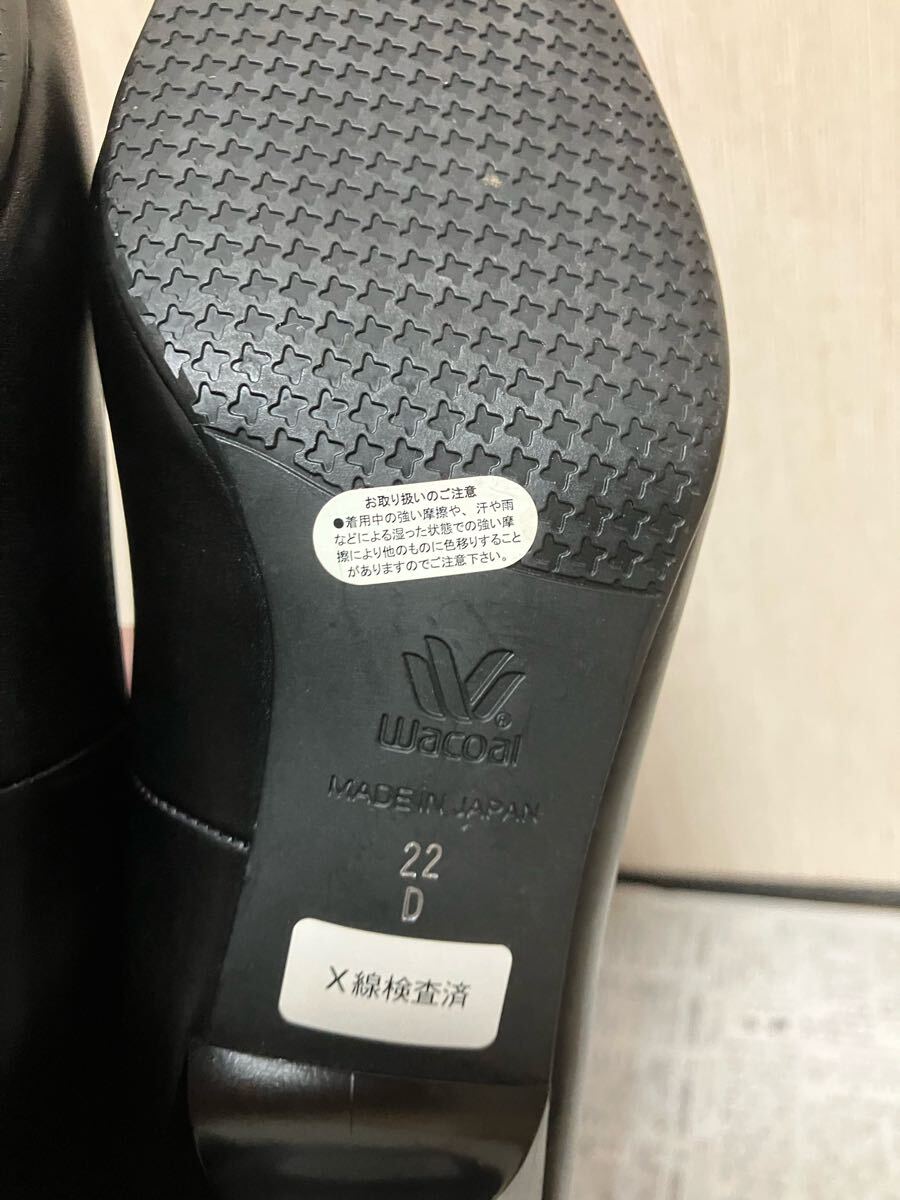 お取り扱いのご注意
●着用中の強い摩擦や、汗や雨
などによる湿った状態での強い摩
擦により他のものに色移りすること
がありますのでご注意下さい。
Wacoal®
MADE IN JAPAN
22
D
X線検査済